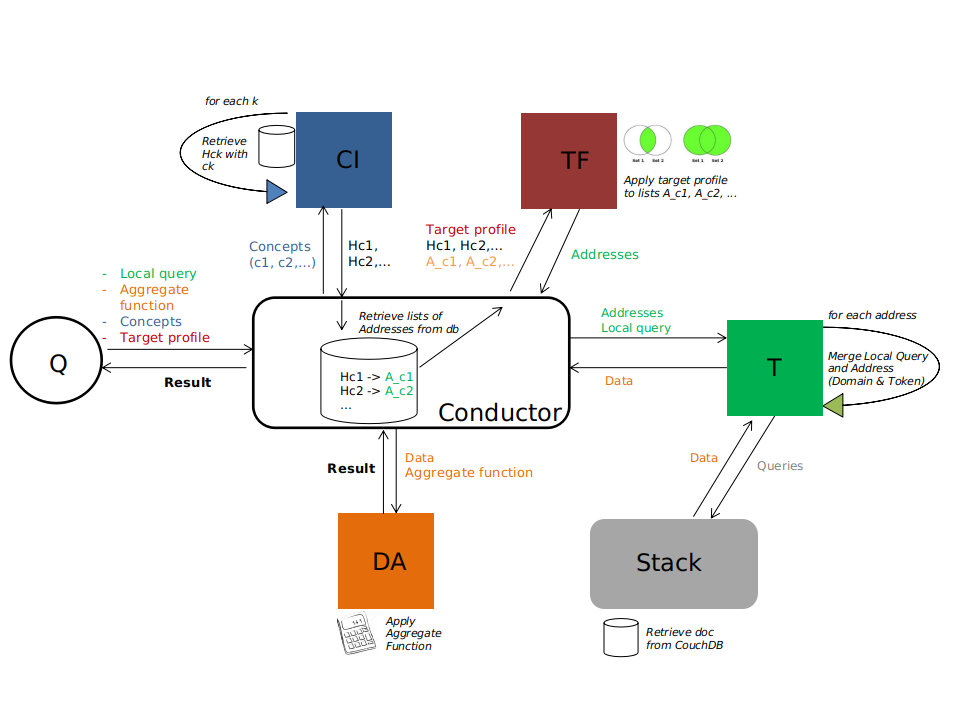 for each k
Retrieve
Hck with
ck
CI
TF
Set 1 Set 2
Set 1 Set 2
Apply target profile
to lists A_c1, A_c2, ...
Concepts
(c1, c2,...)
Hc1,
Hc2,...
Target profile
Hc1, Hc2,...
A_c1, A_c2,...
Addresses
- Local query
- Aggregate
function
- Concepts
- Target profile
Q
Result
Retrieve lists of
Addresses from db
Hc1 -> A_c1
Hc2 -> A_c2
...
Conductor
Addresses
Local query
Data
for each address
T
Merge Local Query
and Address
(Domain & Token)
Result
Data
Aggregate function
Data
Queries
DA
Apply
Aggregate
Function
Stack
Retrieve doc
from CouchDB